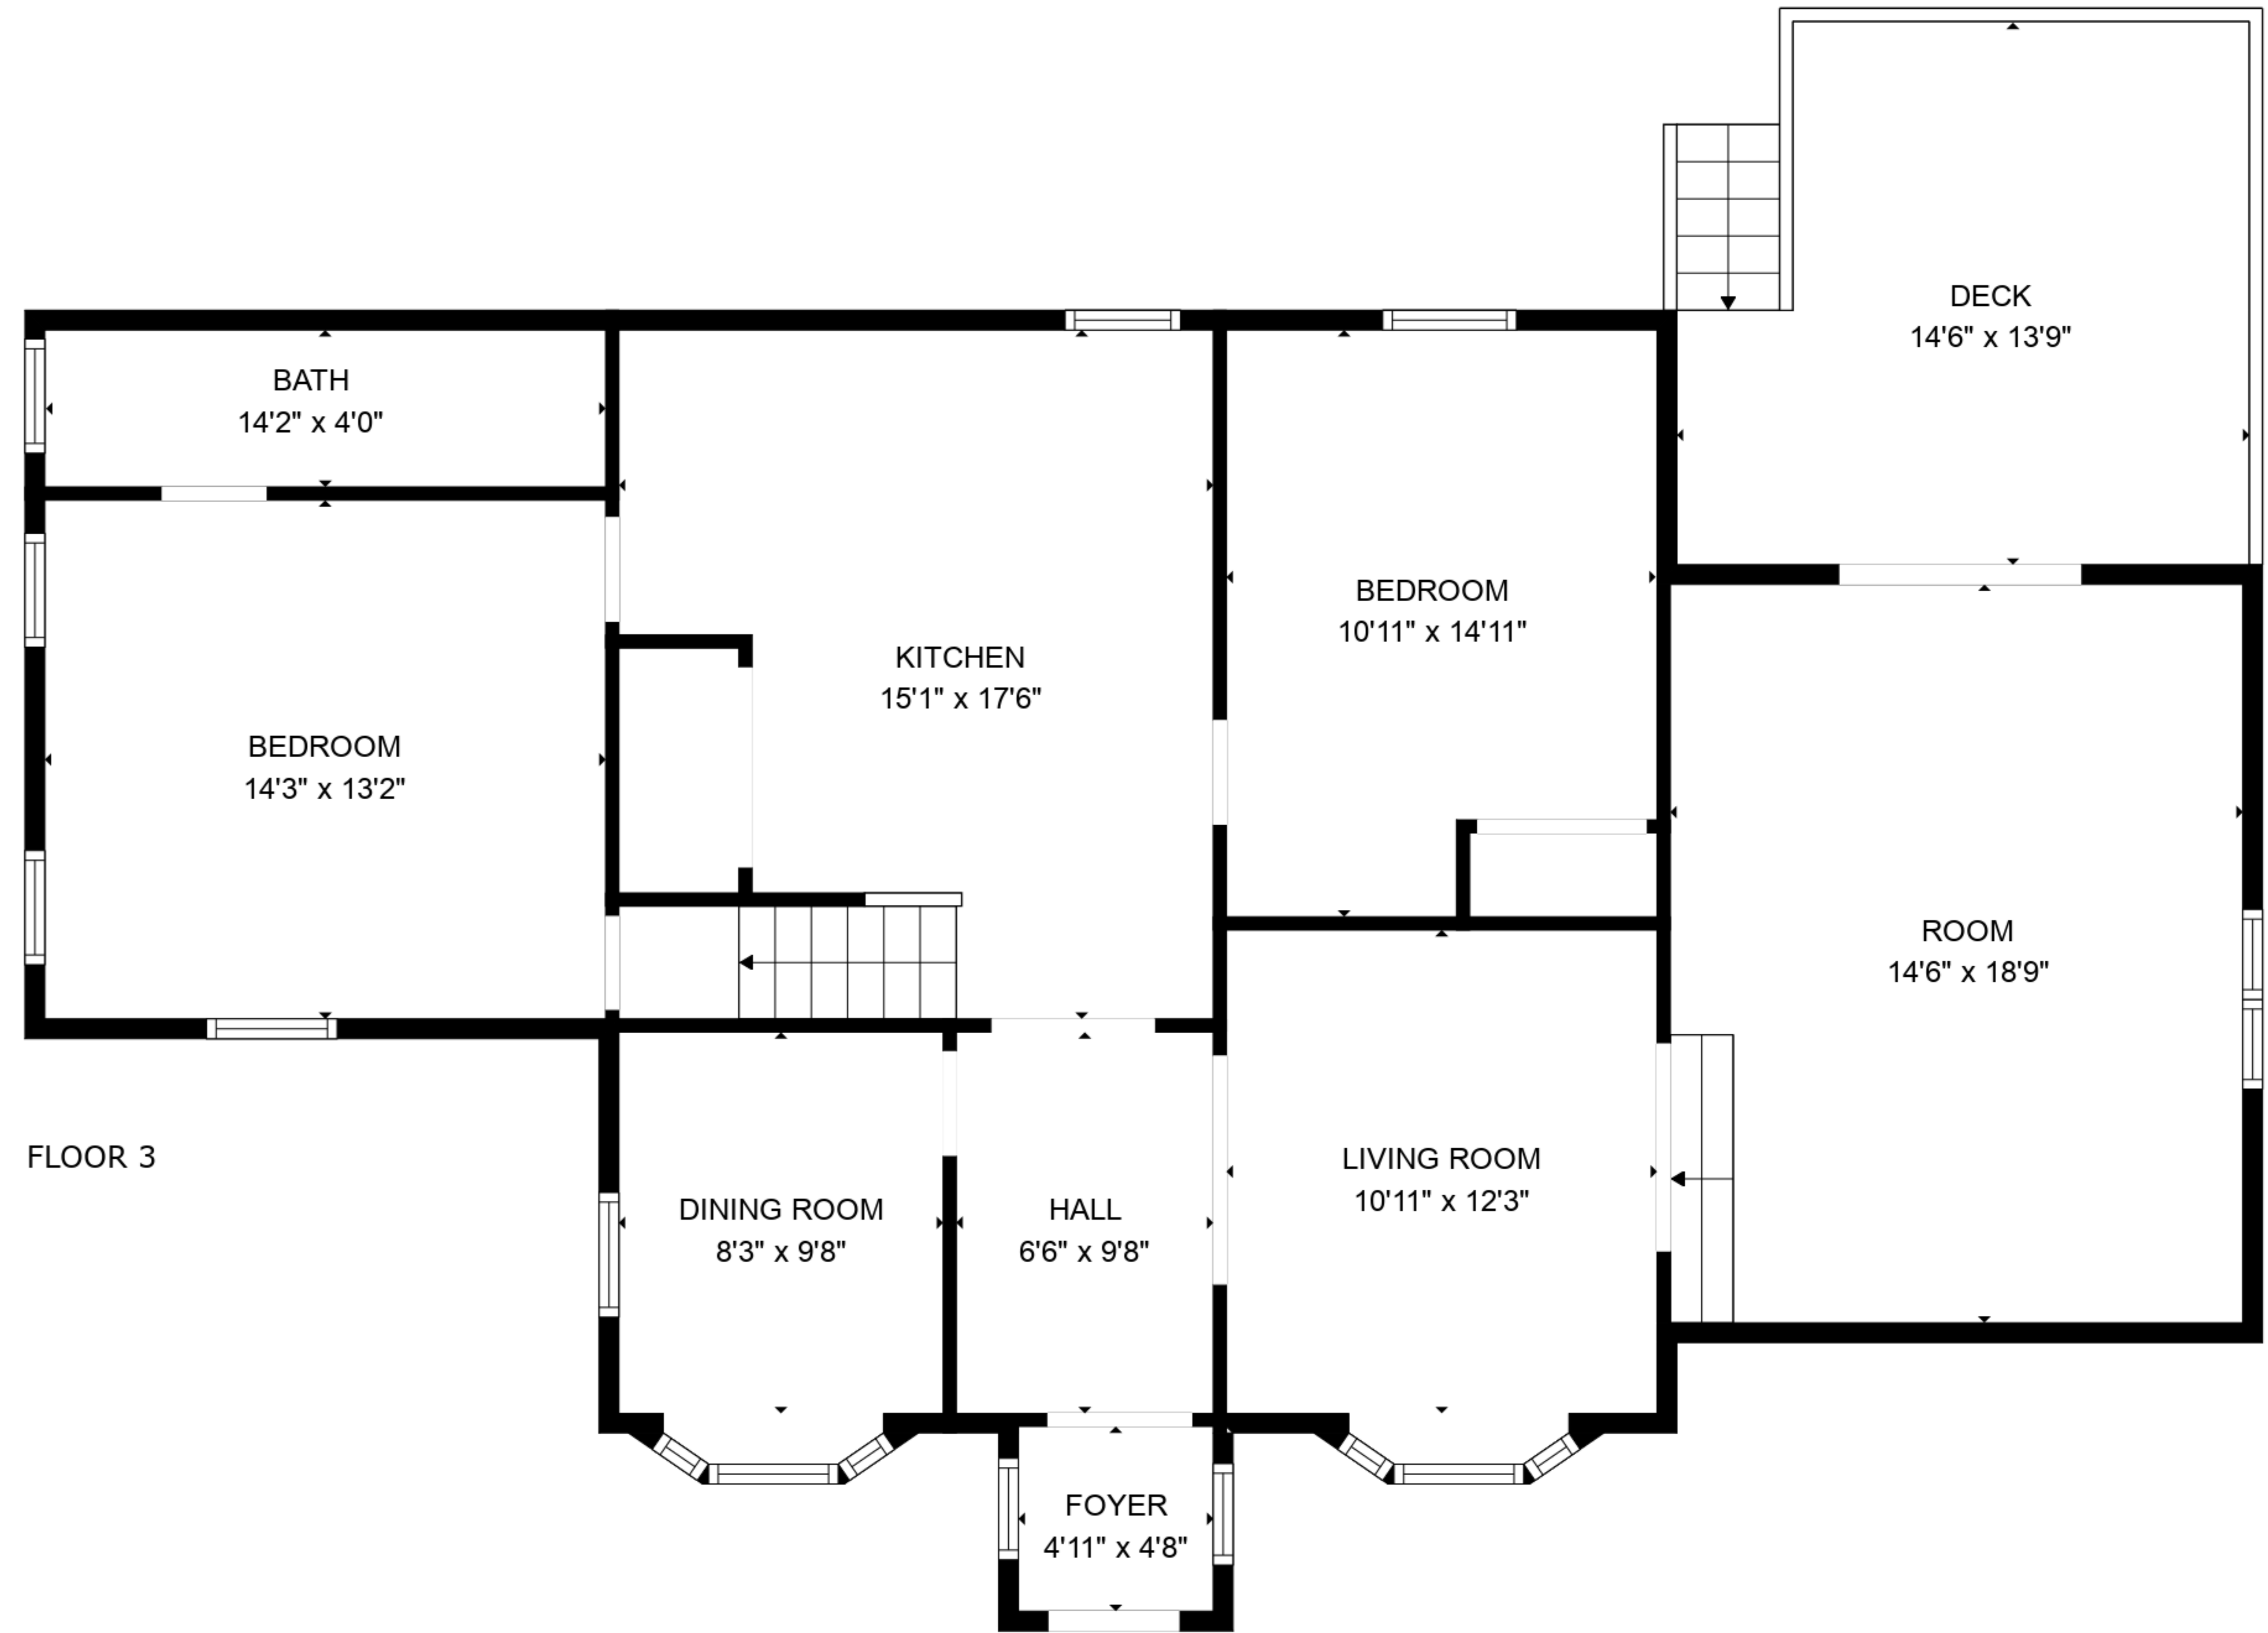 DECK
14'6" x 13'9"
BATH
14'2" x 4'0"
BEDROOM
10'11" x 14'11"
KITCHEN
15'1" x 17'6"
BEDROOM
14'3" x 13'2"
ROOM
14'6" x 18'9"
FLOOR 3
LIVING ROOM
10'11" x 12'3"
DINING ROOM
8'3" x 9'8"
HALL
6'6" x 9'8"
FOYER
4'11" x 4'8"